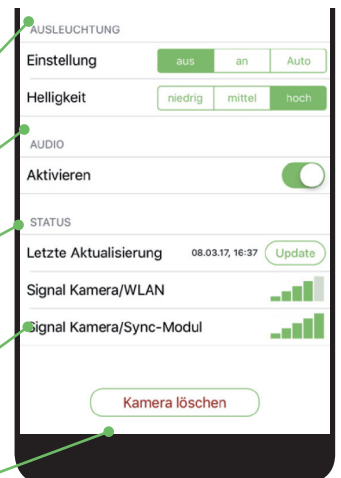 AUSLEUCHTUNG
Einstellung aus an Auto
Helligkeit niedrig mittel hoch
AUDIO
Aktivieren
STATUS
Letzte Aktualisierung 08.03.17, 16:37 Update
Signal Kamera/WLAN
Signal Kamera/Sync-Modul
Kamera löschen